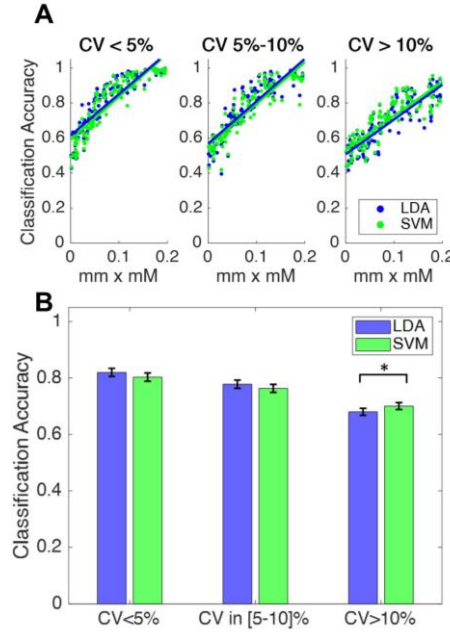 A
CV < 5%
CV 5%-10%
CV > 10%
Classification Accuracy
1
0.8
0.6
0.4
0.2
0
0 0.1 0.2
0 0.1 0.2
0 0.1 0.2
mm x mM
mm x mM
mm x mM
LDA
SVM
B
Classification Accuracy
1
0.8
0.6
0.4
0.2
0
LDA
SVM
*
CV<5%
CV in [5-10]%
CV>10%